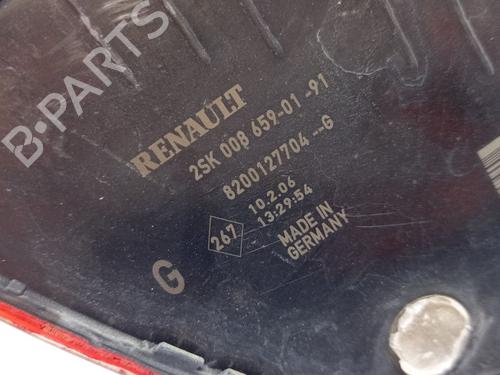 B-PARTS
RENAULT
2SK 008 659-01 -91
8200127704--G
10.2.06
13:29:54
267
MADE IN
GERMANY
G